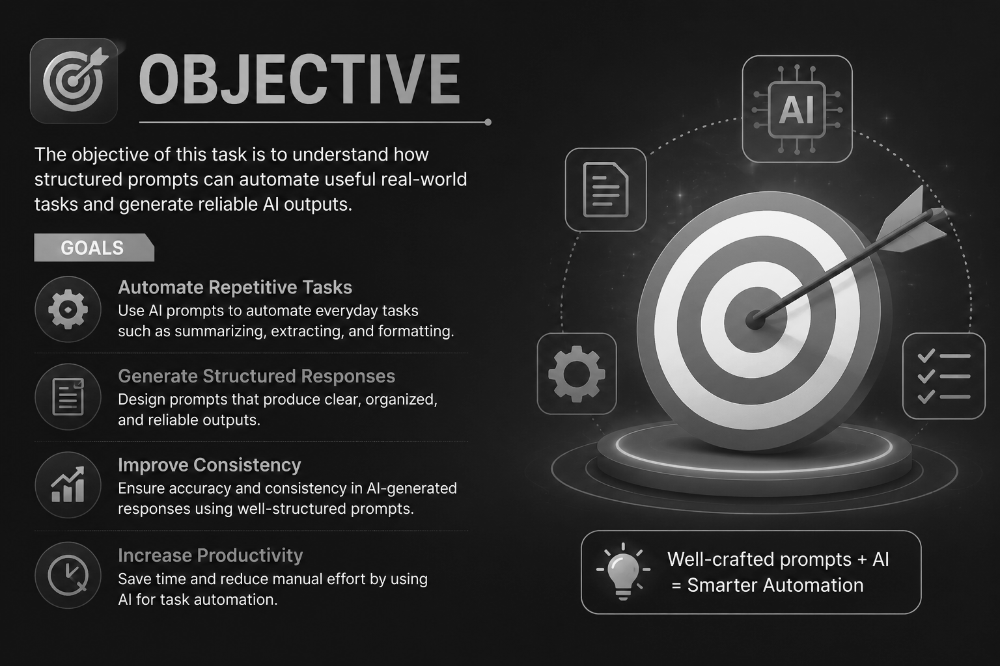 OBJECTIVE
The objective of this task is to understand how
structured prompts can automate useful real-world
tasks and generate reliable AI outputs.
GOALS
Automate Repetitive Tasks
Use AI prompts to automate everyday tasks
such as summarizing, extracting, and formatting.
Generate Structured Responses
Design prompts that produce clear, organized,
and reliable outputs.
Improve Consistency
Ensure accuracy and consistency in AI-generated
responses using well-structured prompts.
Increase Productivity
Save time and reduce manual effort by using
AI for task automation.
AI
Well-crafted prompts + AI
= Smarter Automation